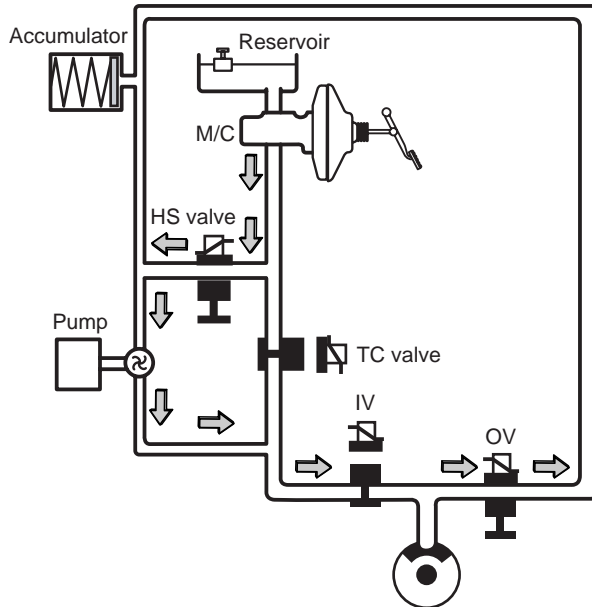 Accumulator
Reservoir
M/C
HS valve
Pump
TC valve
IV
OV